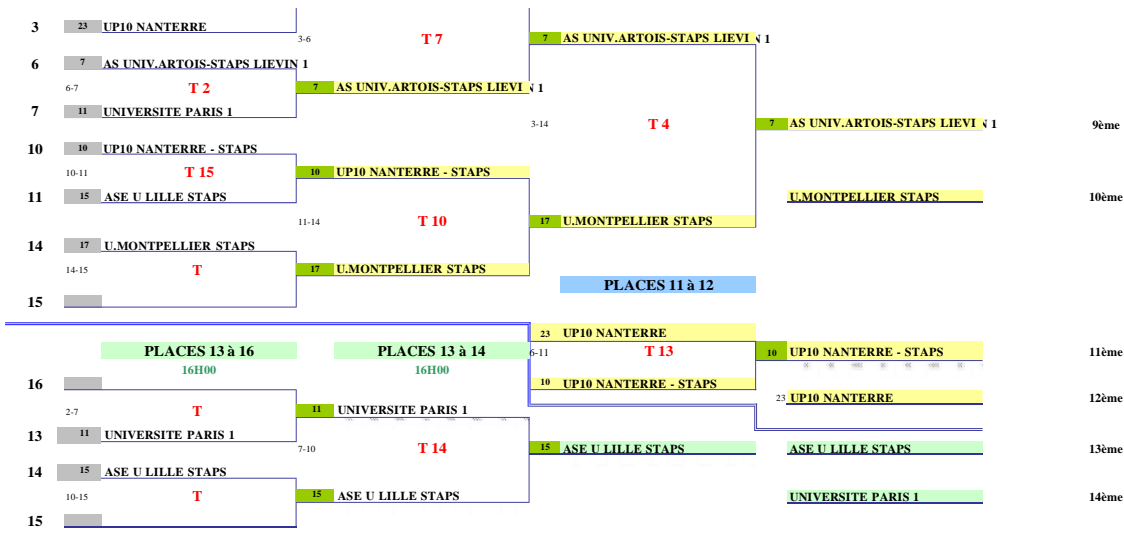 3 23 UP10 NANTERRE
3-6 T 7 7 AS UNIV.ARTOIS-STAPS LIEVIN 1
6 7 AS UNIV.ARTOIS-STAPS LIEVIN 1
6-7 T 2 7 AS UNIV.ARTOIS-STAPS LIEVIN 1
7 11 UNIVERSITE PARIS 1
3-14 T 4 7 AS UNIV.ARTOIS-STAPS LIEVIN 1 9ème
10 10 UP10 NANTERRE - STAPS
10-11 T 15 10 UP10 NANTERRE - STAPS
11 15 ASE U LILLE STAPS U.MONTPELLIER STAPS 10ème
11-14 T 10 17 U.MONTPELLIER STAPS
14 17 U.MONTPELLIER STAPS
14-15 T 17 U.MONTPELLIER STAPS
PLACES 11 à 12
15
23 UP10 NANTERRE
PLACES 13 à 16 PLACES 13 à 14 6-11 T 13 10 UP10 NANTERRE - STAPS 11ème
16H00 16H00
16 10 UP10 NANTERRE - STAPS
23 UP10 NANTERRE 12ème
2-7 T 11 UNIVERSITE PARIS 1
13 11 UNIVERSITE PARIS 1
7-10 T 14 15 ASE U LILLE STAPS ASE U LILLE STAPS 13ème
14 15 ASE U LILLE STAPS
10-15 T 15 ASE U LILLE STAPS UNIVERSITE PARIS 1 14ème
15